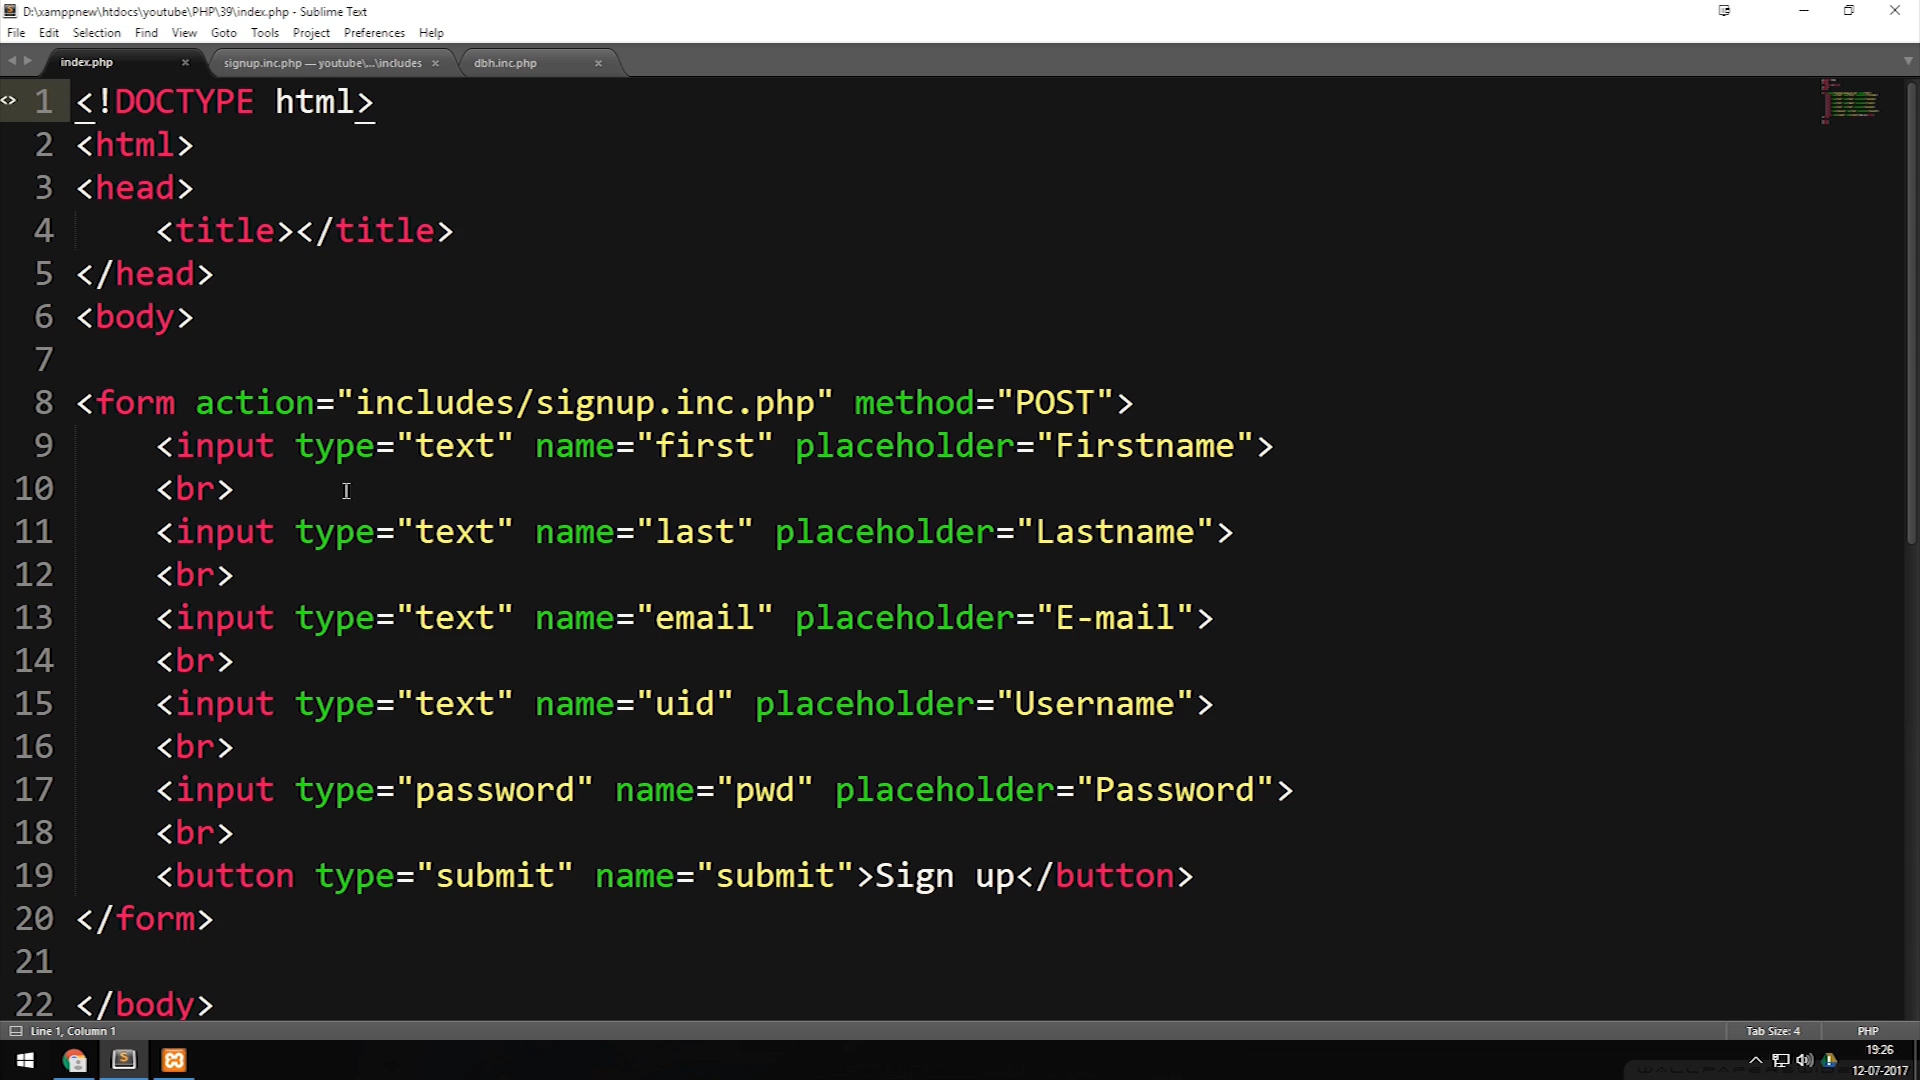 D:\xamppnew\htdocs\youtube\PHP\39\index.php - Sublime Text
File Edit Selection Find View Goto Tools Project Preferences Help
index.php × signup.inc.php — youtube\...\includes × dbh.inc.php ×
1 <!DOCTYPE html>
2 <html>
3 <head>
4 <title></title>
5 </head>
6 <body>
7
8 <form action="includes/signup.inc.php" method="POST">
9 <input type="text" name="first" placeholder="Firstname">
10 <br>
11 <input type="text" name="last" placeholder="Lastname">
12 <br>
13 <input type="text" name="email" placeholder="E-mail">
14 <br>
15 <input type="text" name="uid" placeholder="Username">
16 <br>
17 <input type="password" name="pwd" placeholder="Password">
18 <br>
19 <button type="submit" name="submit">Sign up</button>
20 </form>
21
22 </body>
Line 1, Column 1 Tab Size: 4 PHP
19:26
12-07-2017